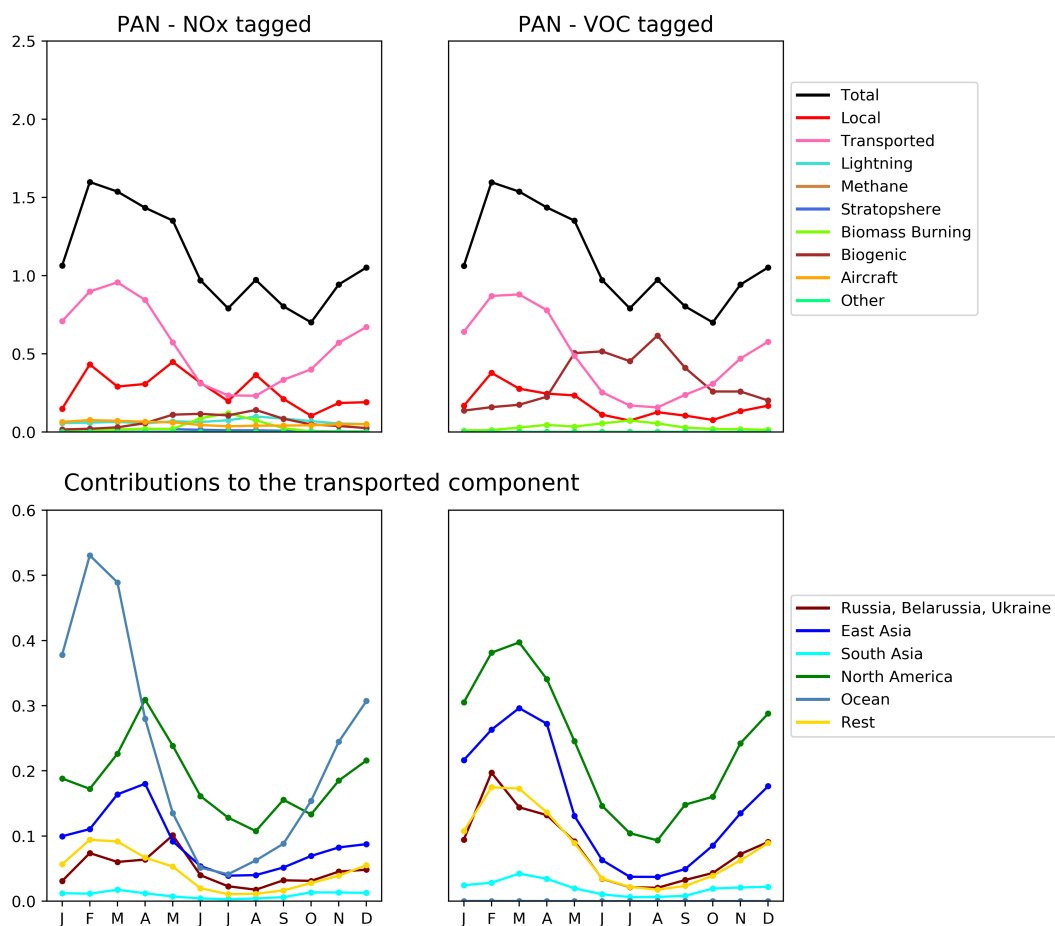 PAN - NOx tagged
PAN - VOC tagged
2.5
2.0
1.5
1.0
0.5
0.0
Total
Local
Transported
Lightning
Methane
Stratopshere
Biomass Burning
Biogenic
Aircraft
Other
Contributions to the transported component
0.6
0.5
0.4
0.3
0.2
0.1
0.0
J F M A M J J A S O N D
J F M A M J J A S O N D
Russia, Belarussia, Ukraine
East Asia
South Asia
North America
Ocean
Rest